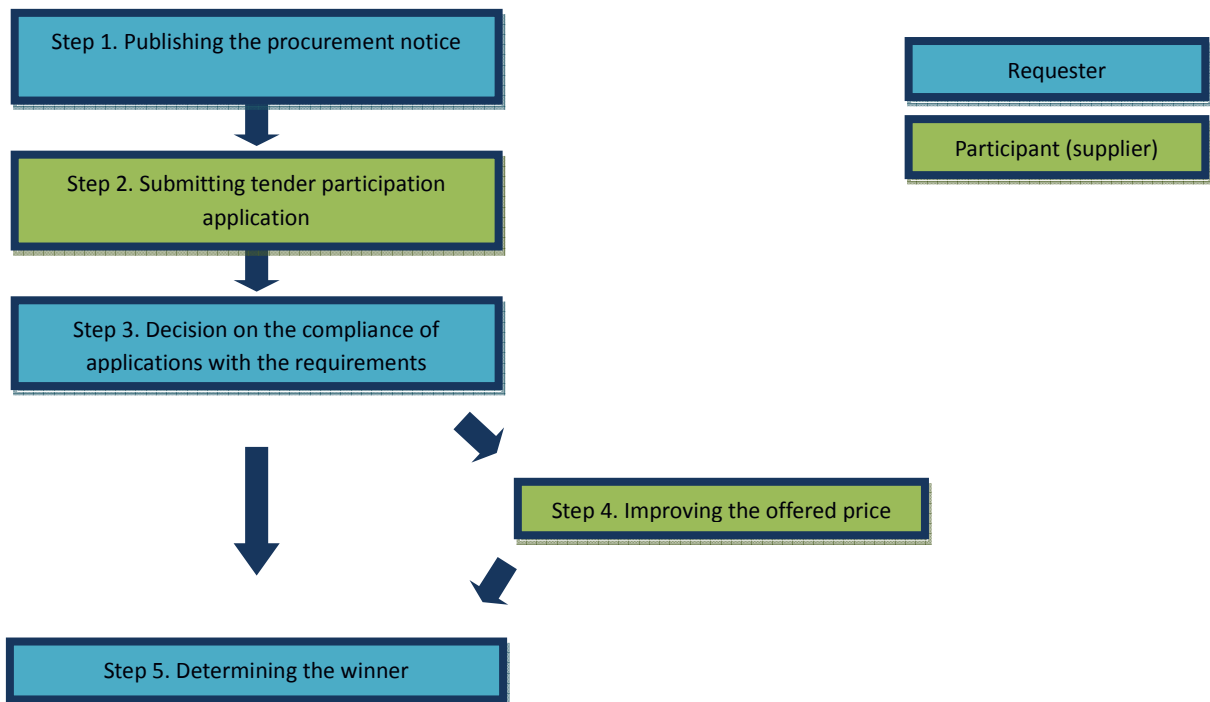 Step 1. Publishing the procurement notice
Requester
Participant (supplier)
Step 2. Submitting tender participation
application
Step 3. Decision on the compliance of
applications with the requirements
Step 4. Improving the offered price
Step 5. Determining the winner